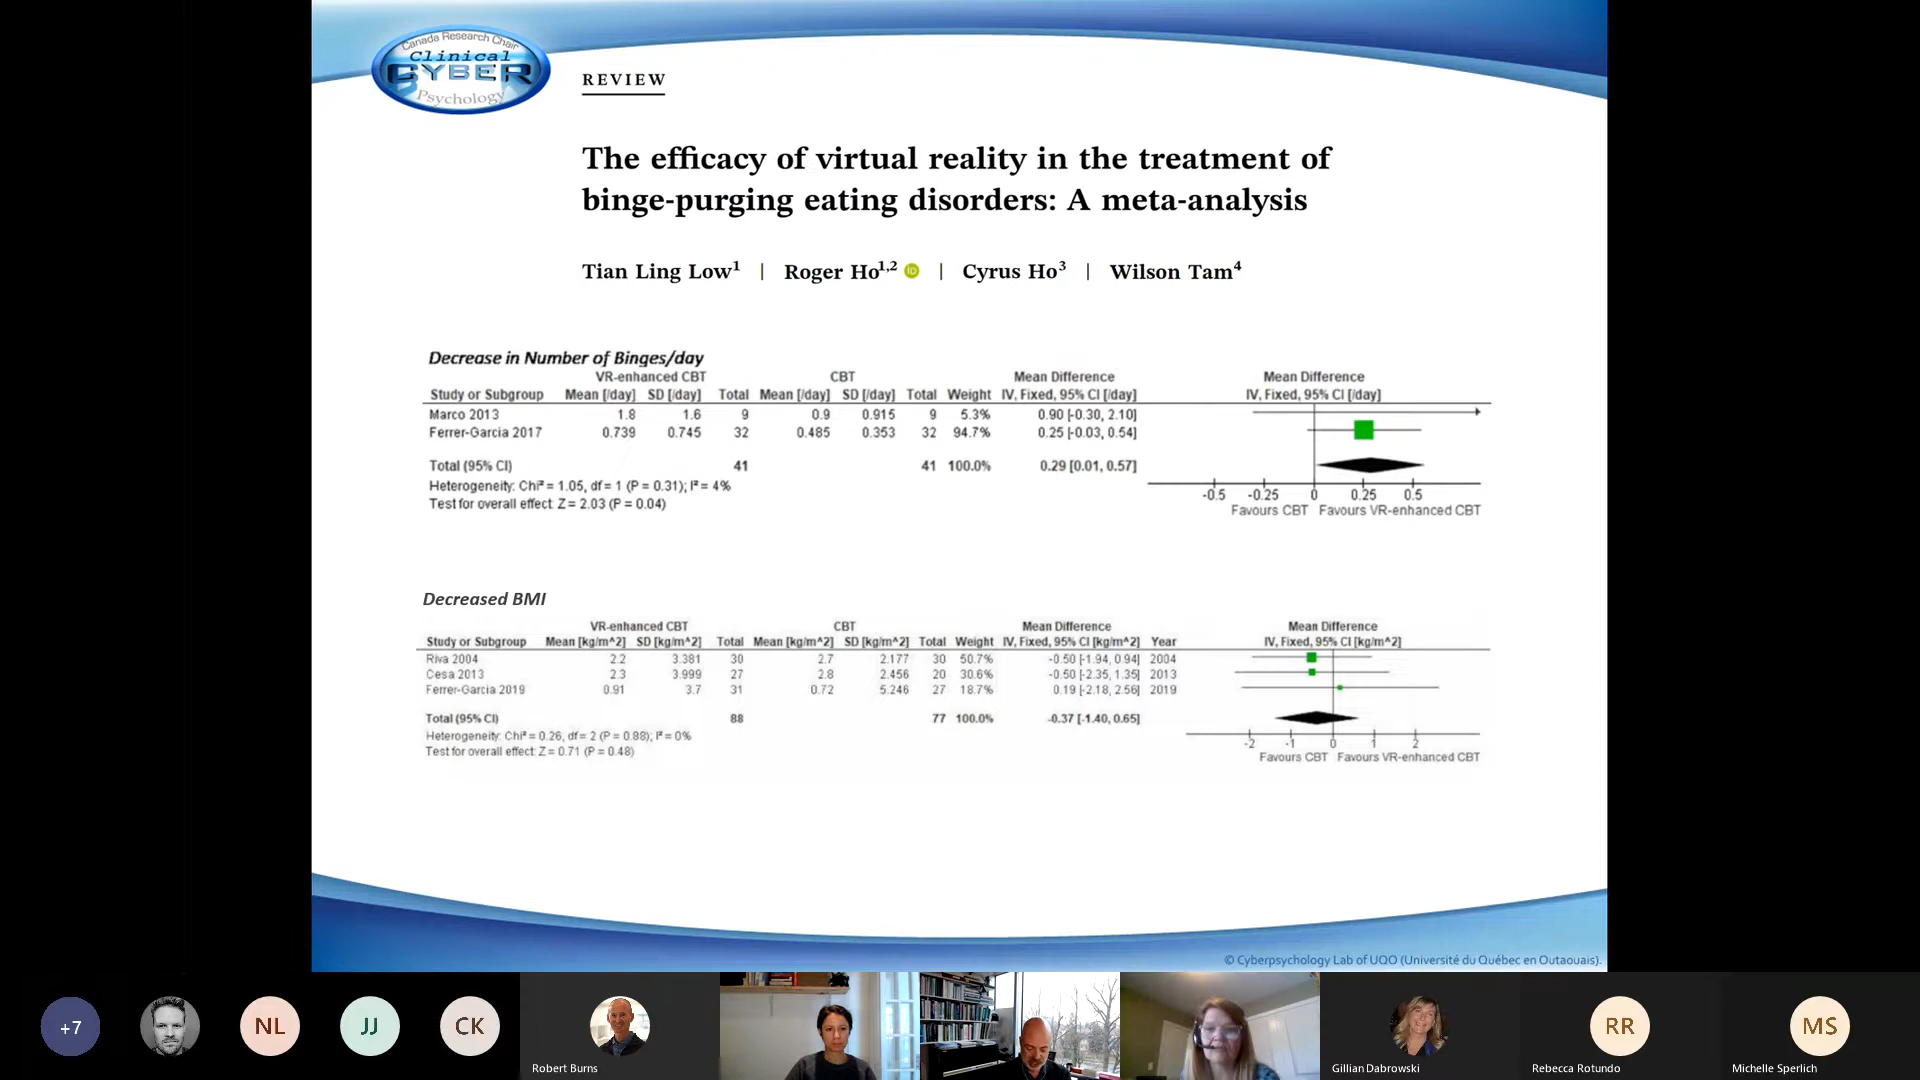 Canada Research Chair
Clinical
CYBER
Psychology
REVIEW
The efficacy of virtual reality in the treatment of
binge-purging eating disorders: A meta-analysis
Tian Ling Low1 | Roger Ho1,2 iD | Cyrus Ho3 | Wilson Tam4
Decrease in Number of Binges/day
VR-enhanced CBT CBT Mean Difference Mean Difference
Study or Subgroup Mean [/day] SD [/day] Total Mean [/day] SD [/day] Total Weight IV, Fixed, 95% CI [/day] IV, Fixed, 95% CI [/day]
Marco 2013 1.8 1.6 9 0.9 0.915 9 5.3% 0.90 [-0.30, 2.10]
Ferrer-Garcia 2017 0.739 0.745 32 0.485 0.353 32 94.7% 0.25 [-0.03, 0.54]
Total (95% CI) 41 41 100.0% 0.29 [0.01, 0.57]
Heterogeneity: Chi² = 1.05, df = 1 (P = 0.31); I² = 4%
Test for overall effect: Z = 2.03 (P = 0.04)
-0.5 -0.25 0 0.25 0.5
Favours CBT Favours VR-enhanced CBT
Decreased BMI
VR-enhanced CBT CBT Mean Difference Mean Difference
Study or Subgroup Mean [kg/m^2] SD [kg/m^2] Total Mean [kg/m^2] SD [kg/m^2] Total Weight IV, Fixed, 95% CI [kg/m^2] Year IV, Fixed, 95% CI [kg/m^2]
Riva 2004 2.2 3.381 30 2.7 2.177 30 50.7% -0.50 [-1.94, 0.94] 2004
Cesa 2013 2.3 3.999 27 2.8 2.456 20 30.6% -0.50 [-2.35, 1.35] 2013
Ferrer-Garcia 2019 0.91 3.7 31 0.72 5.246 27 18.7% 0.19 [-2.18, 2.56] 2019
Total (95% CI) 88 77 100.0% -0.37 [-1.40, 0.65]
Heterogeneity: Chi² = 0.26, df = 2 (P = 0.88); I² = 0%
Test for overall effect: Z = 0.71 (P = 0.48)
-2 -1 0 1 2
Favours CBT Favours VR-enhanced CBT
© Cyberpsychology Lab of UQO (Université du Québec en Outaouais).
+7 NL JJ CK RR MS
Robert Burns Gillian Dabrowski Rebecca Rotundo Michelle Sperlich